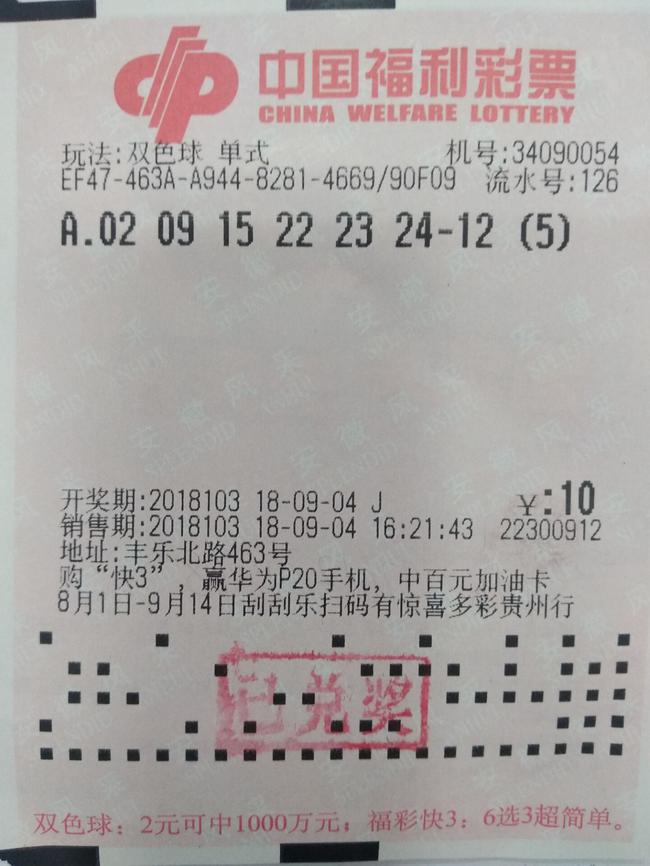 中国福利彩票
CHINA WELFARE LOTTERY
玩法:双色球 单式 机号:34090054
EF47-463A-A944-8281-4669/90F09 流水号:126
A.02 09 15 22 23 24-12 (5)
开奖期:2018103 18-09-04 J ￥:10
销售期:2018103 18-09-04 16:21:43 22300912
地址:丰乐北路463号
购“快3”, 赢华为P20手机, 中百元加油卡
8月1日-9月14日刮刮乐扫码有惊喜多彩贵州行
已兑奖
双色球：2元可中1000万元；福彩快3：6选3超简单。